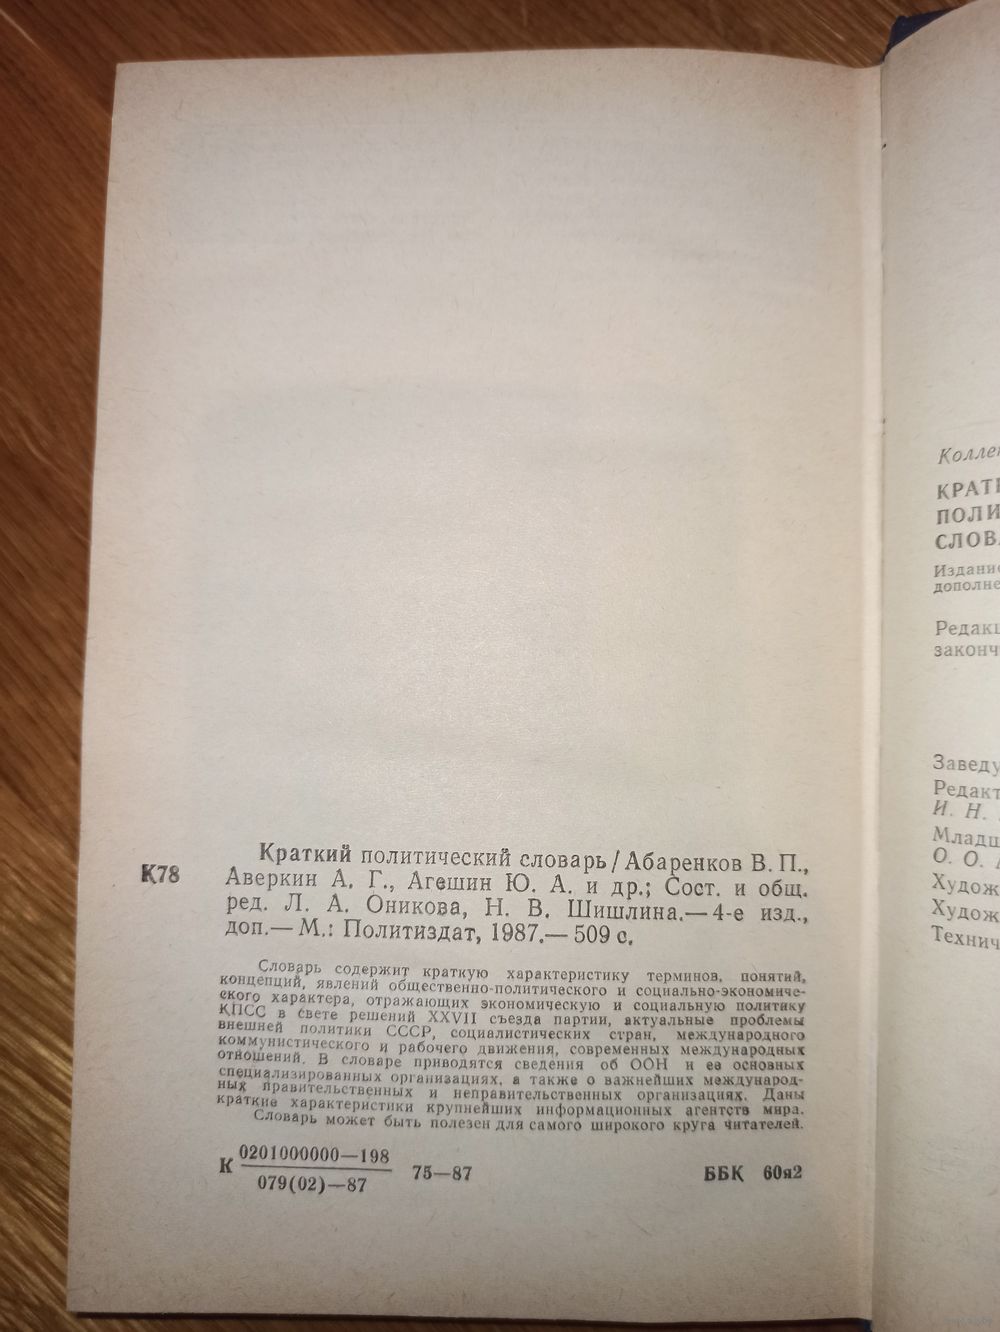 Краткий политический словарь / Абаренков В. П.,
К78
Аверкин А. Г., Агешин Ю. А. и др.; Сост. и общ.
ред. Л. А. Оникова, Н. В. Шишлина.— 4-е изд.,
доп.— М.: Политиздат, 1987.— 509 с.
Словарь содержит краткую характеристику терминов, понятий,
концепций, явлений общественно-политического и социально-экономиче-
ского характера, отражающих экономическую и социальную политику
КПСС в свете решений XXVII съезда партии, актуальные проблемы
внешней политики СССР, социалистических стран, международного
коммунистического и рабочего движения, современных международных
отношений. В словаре приводятся сведения об ООН и ее основных
специализированных организациях, а также о важнейших международ-
ных правительственных и неправительственных организациях. Даны
краткие характеристики крупнейших информационных агентств мира.
Словарь может быть полезен для самого широкого круга читателей.
К 0201000000—198
079(02)—87
75—87
ББК 60я2
Коллек
КРАТК
ПОЛИ
СЛОВА
Издание
дополне
Редакц
законч
Заведу
Редакт
И. Н.
Младш
О. О.
Худож
Худож
Технич